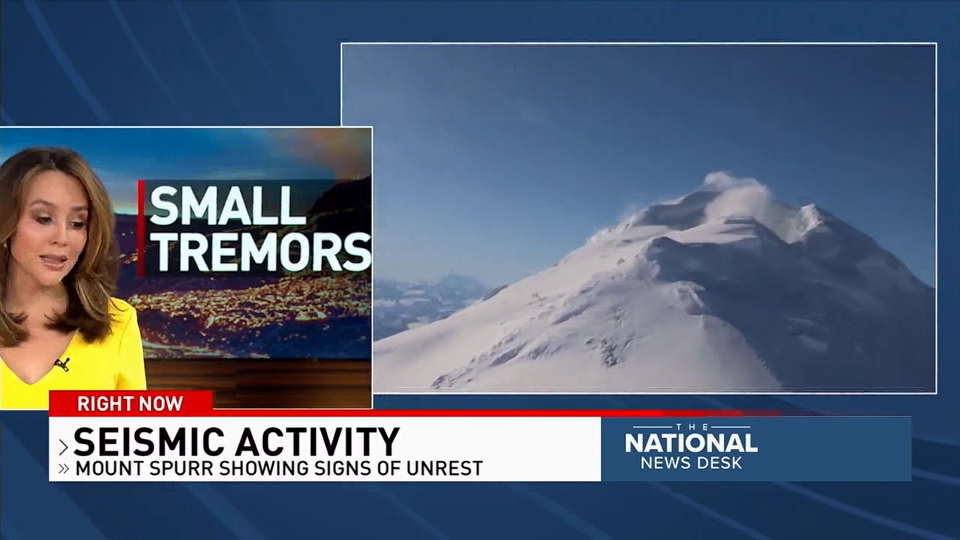 SMALL
TREMORS
RIGHT NOW
SEISMIC ACTIVITY
MOUNT SPURR SHOWING SIGNS OF UNREST
THE
NATIONAL
NEWS DESK